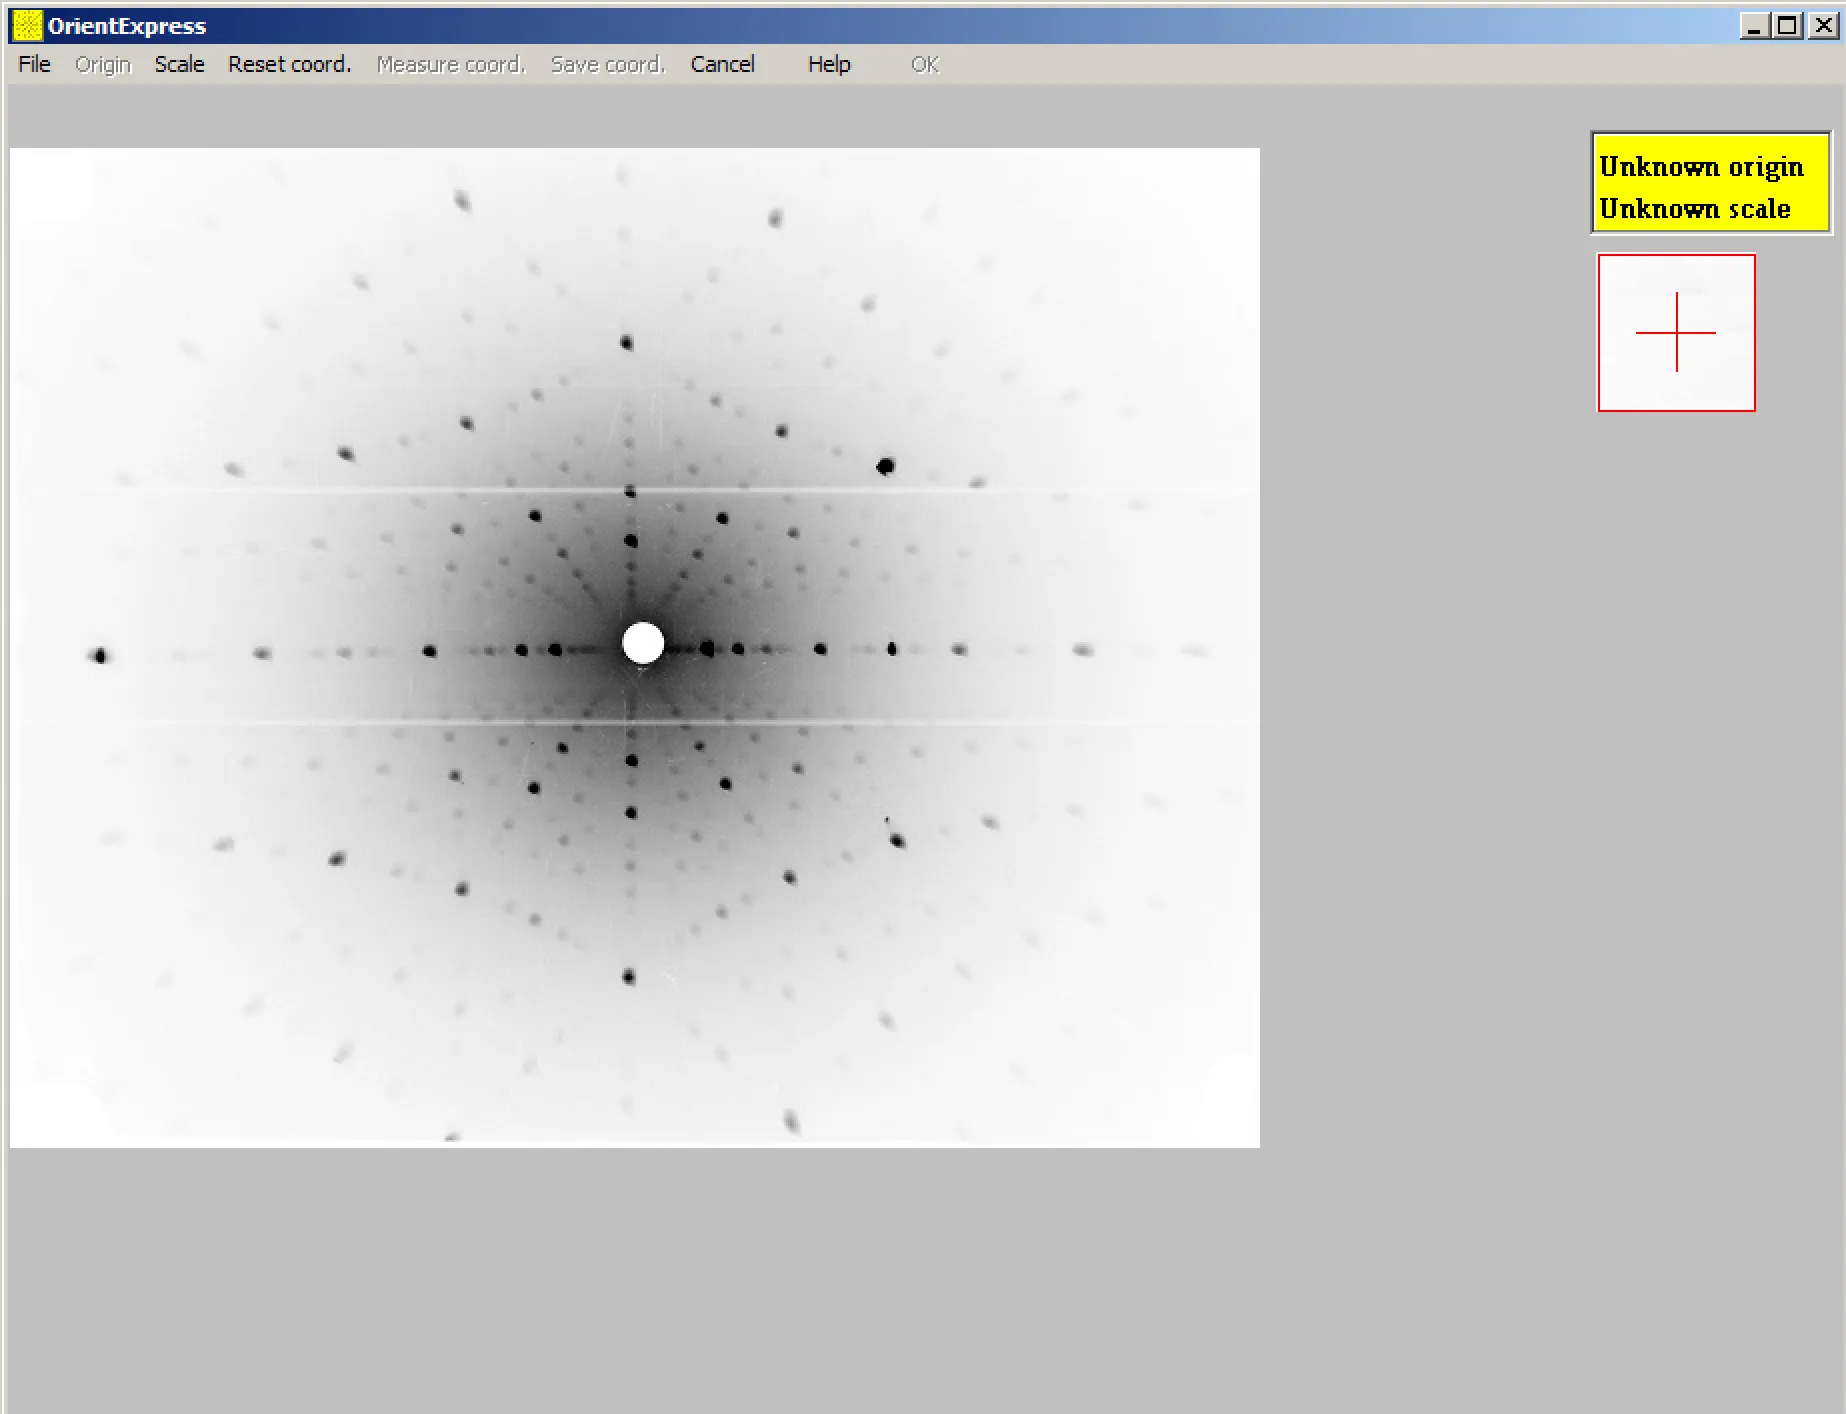 OrientExpress
File Origin Scale Reset coord. Measure coord. Save coord. Cancel Help OK
Unknown origin
Unknown scale